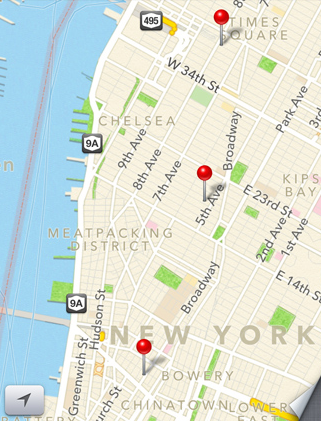 495
TIMES
SQUARE
W 34th St
Park Ave
CHELSEA
Broadway
9A
9th Ave
8th Ave
7th Ave
KIPS
BAY
5th Ave
E 23rd St
2nd Ave
1st Ave
MEATPACKING
DISTRICT
E 14th St
9A
Hudson St
Broadway
NEW YORK
Greenwich St
BOWERY
CHINATOWN
LOWER
EAST